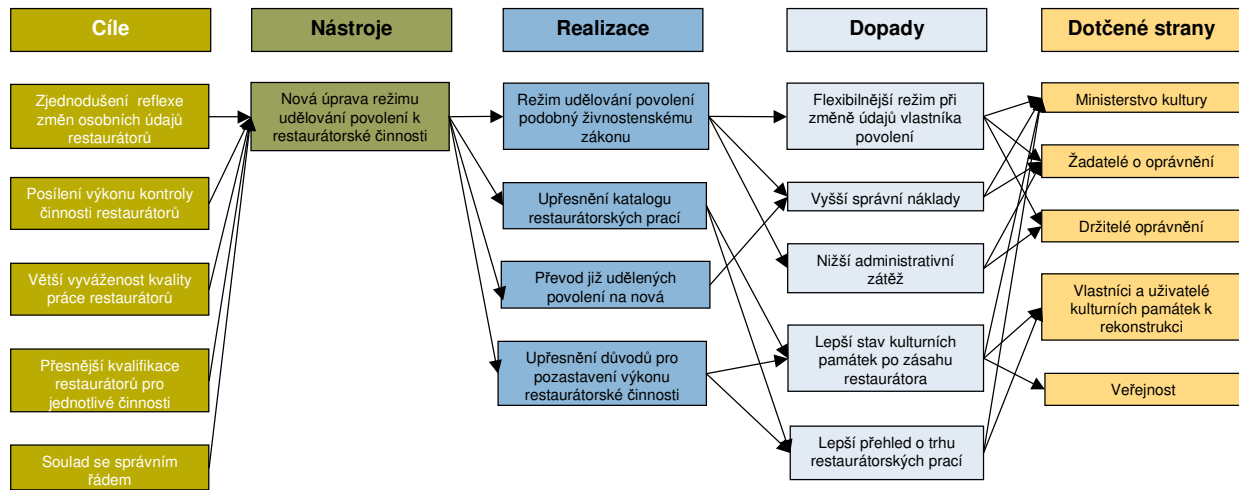 Cíle
Nástroje
Realizace
Dopady
Dotčené strany
Zjednodušení reflexe
změn osobních údajů
restaurátorů
Posílení výkonu kontroly
činnosti restaurátorů
Větší vyváženost kvality
práce restaurátorů
Přesnější kvalifikace
restaurátorů pro
jednotlivé činnosti
Soulad se správním
řádem
Nová úprava režimu
udělování povolení k
restaurátorské činnosti
Režim udělování povolení
podobný živnostenskému
zákonu
Upřesnění katalogu
restaurátorských prací
Převod již udělených
povolení na nová
Upřesnění důvodů pro
pozastavení výkonu
restaurátorské činnosti
Flexibilnější režim při
změně údajů vlastníka
povolení
Vyšší správní náklady
Nižší administrativní
zátěž
Lepší stav kulturních
památek po zásahu
restaurátora
Lepší přehled o trhu
restaurátorských prací
Ministerstvo kultury
Žadatelé o oprávnění
Držitelé oprávnění
Vlastníci a uživatelé
kulturních památek k
rekonstrukci
Veřejnost